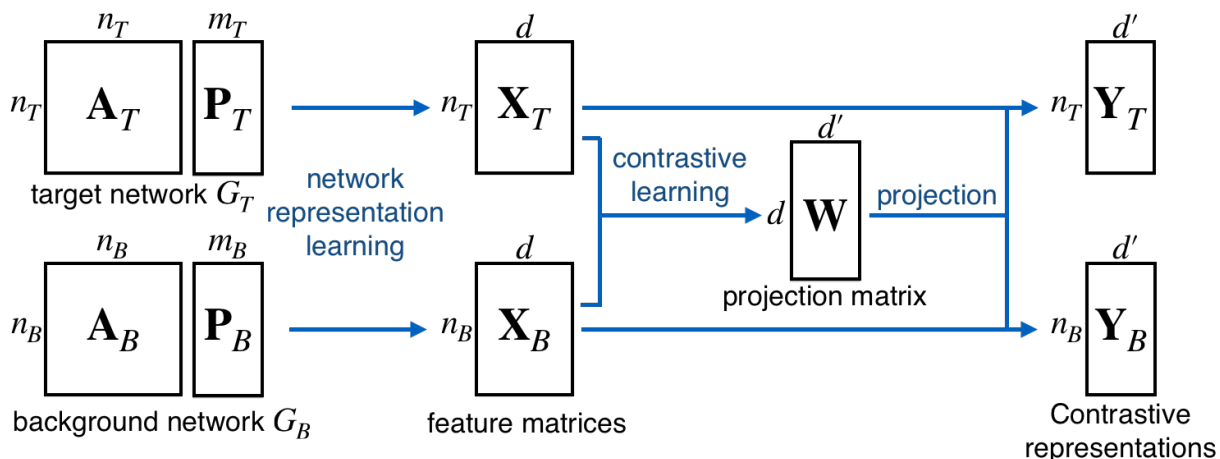 n_T m_T
n_T A_T P_T
target network G_T
n_B m_B
n_B A_B P_B
background network G_B
network
representation
learning
d
n_T X_T
d
n_B X_B
feature matrices
contrastive
learning
d'
d W
projection matrix
projection
d'
n_T Y_T
d'
n_B Y_B
Contrastive
representations